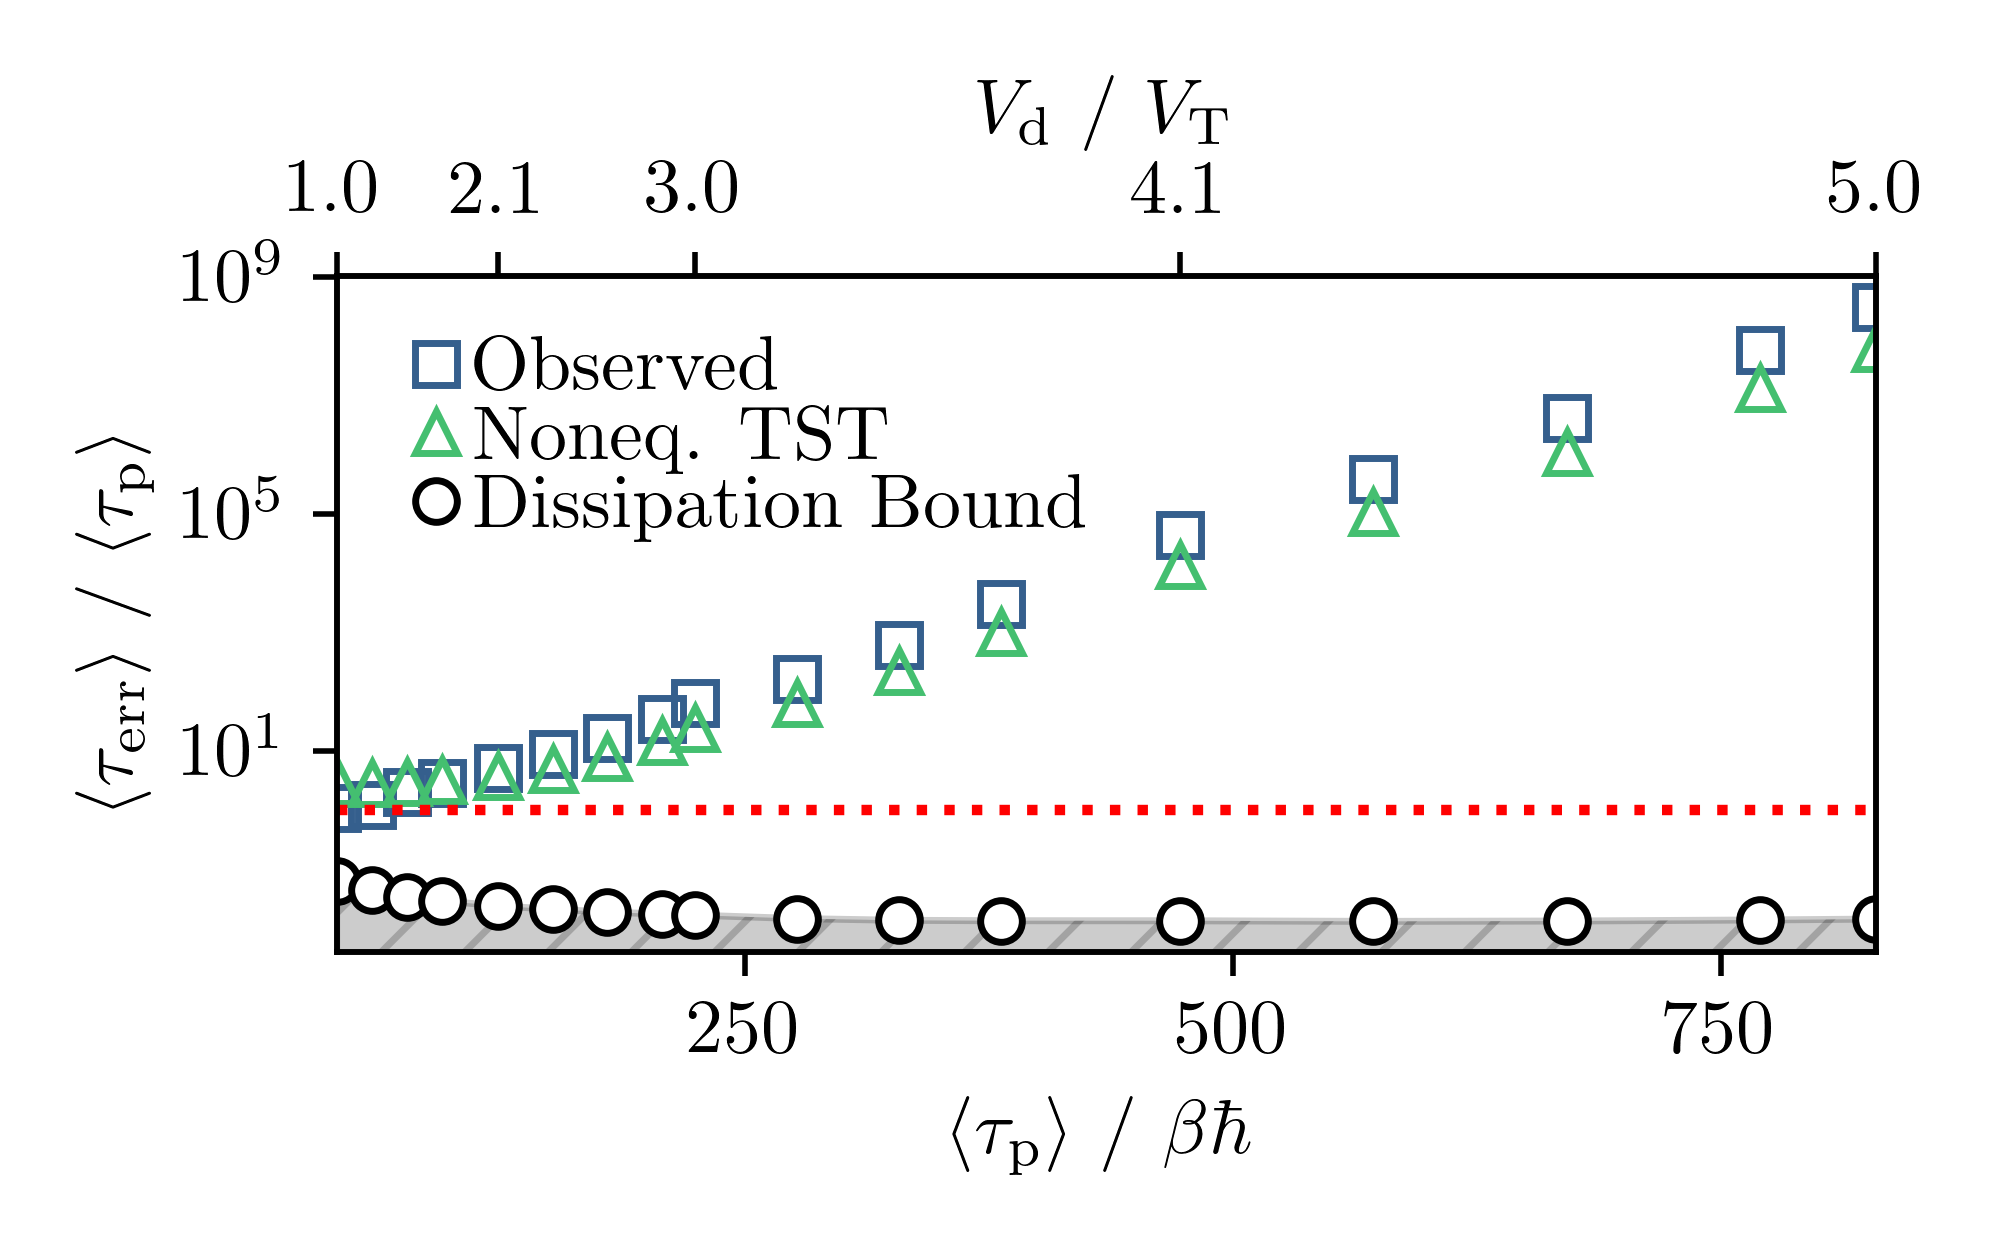 V_d / V_T
1.0 2.1 3.0 4.1 5.0
10^9
10^5
10^1
⟨τ_err⟩ / ⟨τ_p⟩
Observed
Noneq. TST
Dissipation Bound
250 500 750
⟨τ_p⟩ / βħ